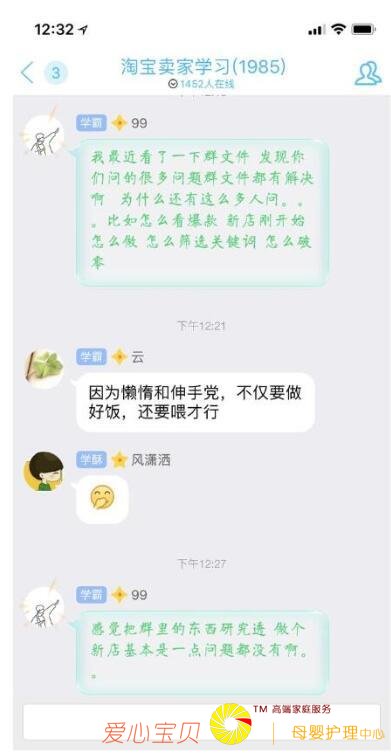 12:32
3
淘宝卖家学习(1985)
1452人在线
学霸 99
我最近看了一下群文件 发现你
们问的很多问题群文件都有解决
啊 为什么还有这么多人问。。
。比如怎么看爆款 新店刚开始
怎么做 怎么筛选关键词 怎么破
零
下午12:21
学霸 云
因为懒惰和伸手党，不仅要做
好饭，还要喂才行
学酥 风潇洒
下午12:27
学霸 99
感觉把群里的东西研究透 做个
新店基本是一点问题都没有啊。
。
爱心宝贝
TM 高端家庭服务
母婴护理中心